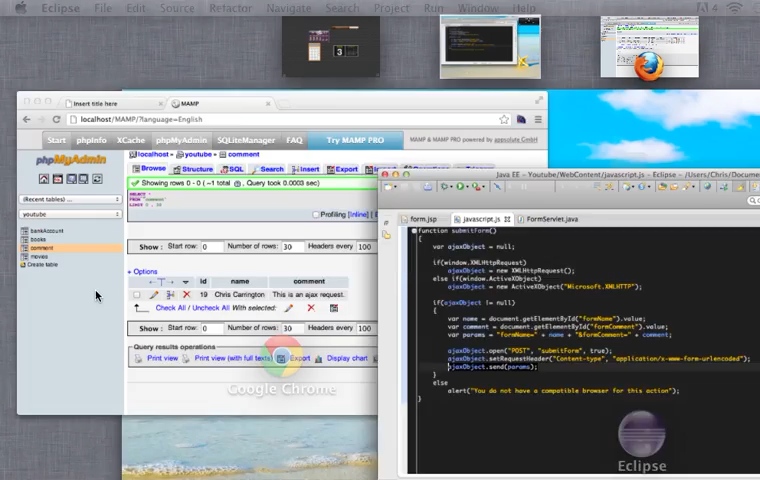 Eclipse File Edit Source Refactor Navigate Search Project Run Window Help
4
3
Insert title here
MAMP
localhost/MAMP/?language=English
Start phpInfo XCache phpMyAdmin SQLiteManager FAQ Try MAMP PRO MAMP & MAMP PRO powered by appsolute GmbH
phpMyAdmin
(Recent tables) ...
youtube
bankAccount
books
comment
movies
Create table
localhost youtube comment
Browse Structure SQL Search Insert Export
Showing rows 0 - 0 (~1 total , Query took 0.0003 sec)
Profiling [Inline]
Show : Start row: 0 Number of rows: 30 Headers every 100
+ Options
id name comment
19 Chris Carrington This is an ajax request.
Check All / Uncheck All With selected:
Show : Start row: 0 Number of rows: 30 Headers every 100
Query results operations
Print view Print view (with full texts) Export Display chart
Google Chrome
Java EE - Youtube/WebContent/javascript.js - Eclipse - /Users/Chris/Docume
form.jsp javascript.js FormServlet.java
function submitForm()
{
var ajaxObject = null;
if(window.XMLHttpRequest)
ajaxObject = new XMLHttpRequest();
else if(window.ActiveXObject)
ajaxObject = new ActiveXObject("Microsoft.XMLHTTP");
if(ajaxObject != null)
{
var name = document.getElementById("formName").value;
var comment = document.getElementById("formComment").value;
var params = "formName=" + name + "&formComment=" + comment;
ajaxObject.open("POST", "submitForm", true);
ajaxObject.setRequestHeader("Content-type", "application/x-www-form-urlencoded");
ajaxObject.send(params);
}
else
alert("You do not have a compatible browser for this action");
}
Eclipse